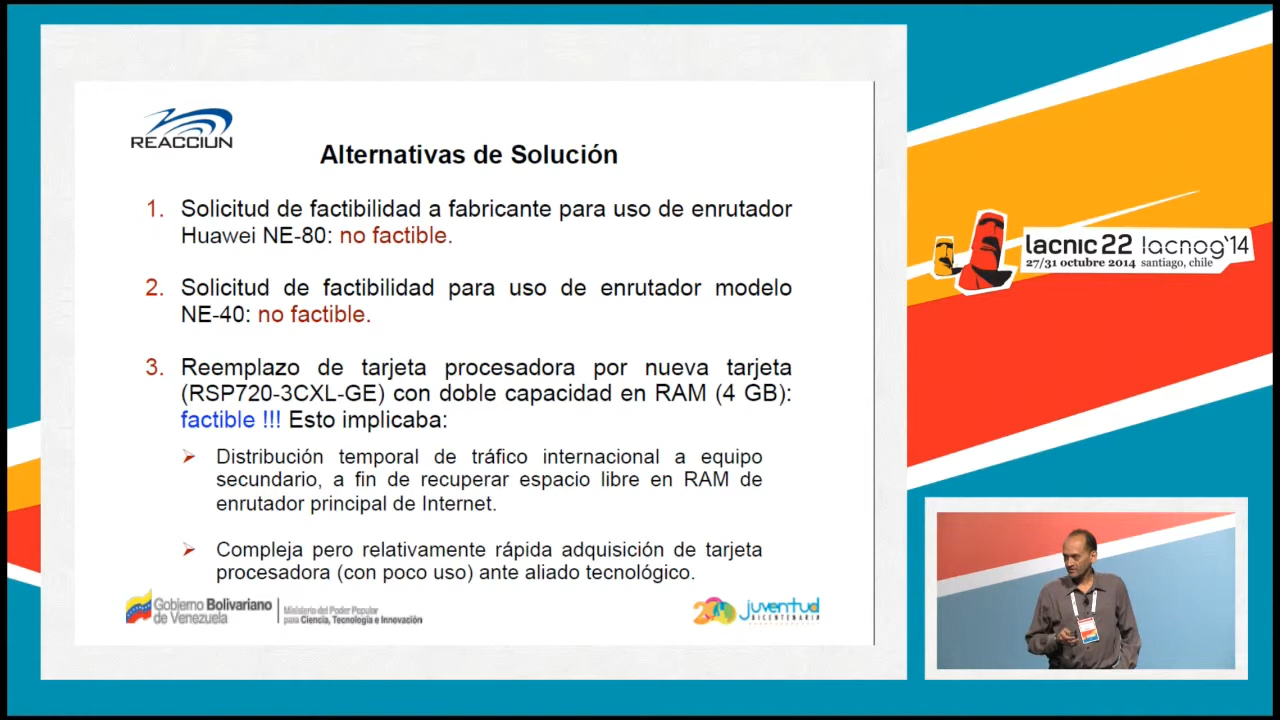 REACCIUN
Alternativas de Solución
1. Solicitud de factibilidad a fabricante para uso de enrutador
Huawei NE-80: no factible.
2. Solicitud de factibilidad para uso de enrutador modelo
NE-40: no factible.
3. Reemplazo de tarjeta procesadora por nueva tarjeta
(RSP720-3CXL-GE) con doble capacidad en RAM (4 GB):
factible !!! Esto implicaba:
Distribución temporal de tráfico internacional a equipo
secundario, a fin de recuperar espacio libre en RAM de
enrutador principal de Internet.
Compleja pero relativamente rápida adquisición de tarjeta
procesadora (con poco uso) ante aliado tecnológico.
Gobierno Bolivariano
de Venezuela
Ministerio del Poder Popular
para Ciencia, Tecnología e Innovación
200 juventud
BICENTENARIA
lacnic 22 lacnog'14
27/31 octubre 2014 santiago, chile